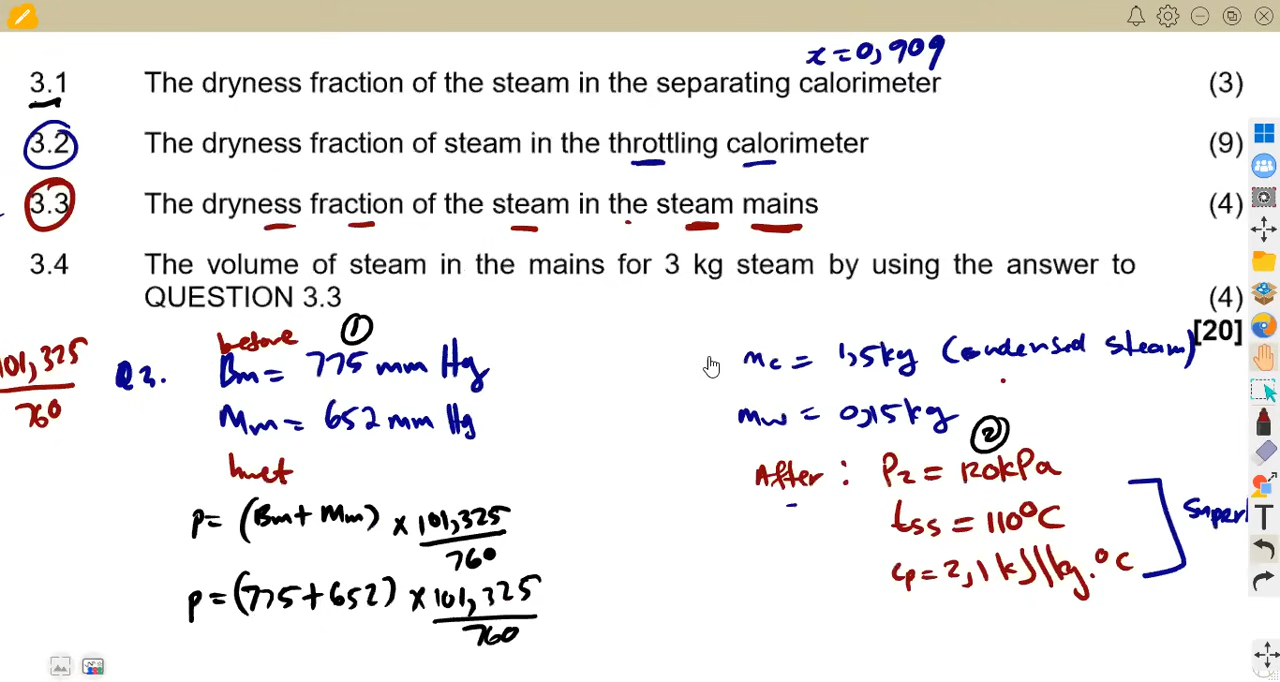 x = 0,909
3.1 The dryness fraction of the steam in the separating calorimeter (3)
3.2 The dryness fraction of steam in the throttling calorimeter (9)
3.3 The dryness fraction of the steam in the steam mains (4)
3.4 The volume of steam in the mains for 3 kg steam by using the answer to
QUESTION 3.3 (4)
[20]
101,325
760
Q3.
before ①
Bm = 775 mm Hg
Mm = 652 mm Hg
P = (Bm + Mm) × 101,325
760
P = (775 + 652) × 101,325
760
mc = 1,5kg (Condensed steam)
mw = 0,15kg
②
After : P2 = 120kPa
tss = 110°C
cp = 2,1 kJ/kg.°C
Super
T